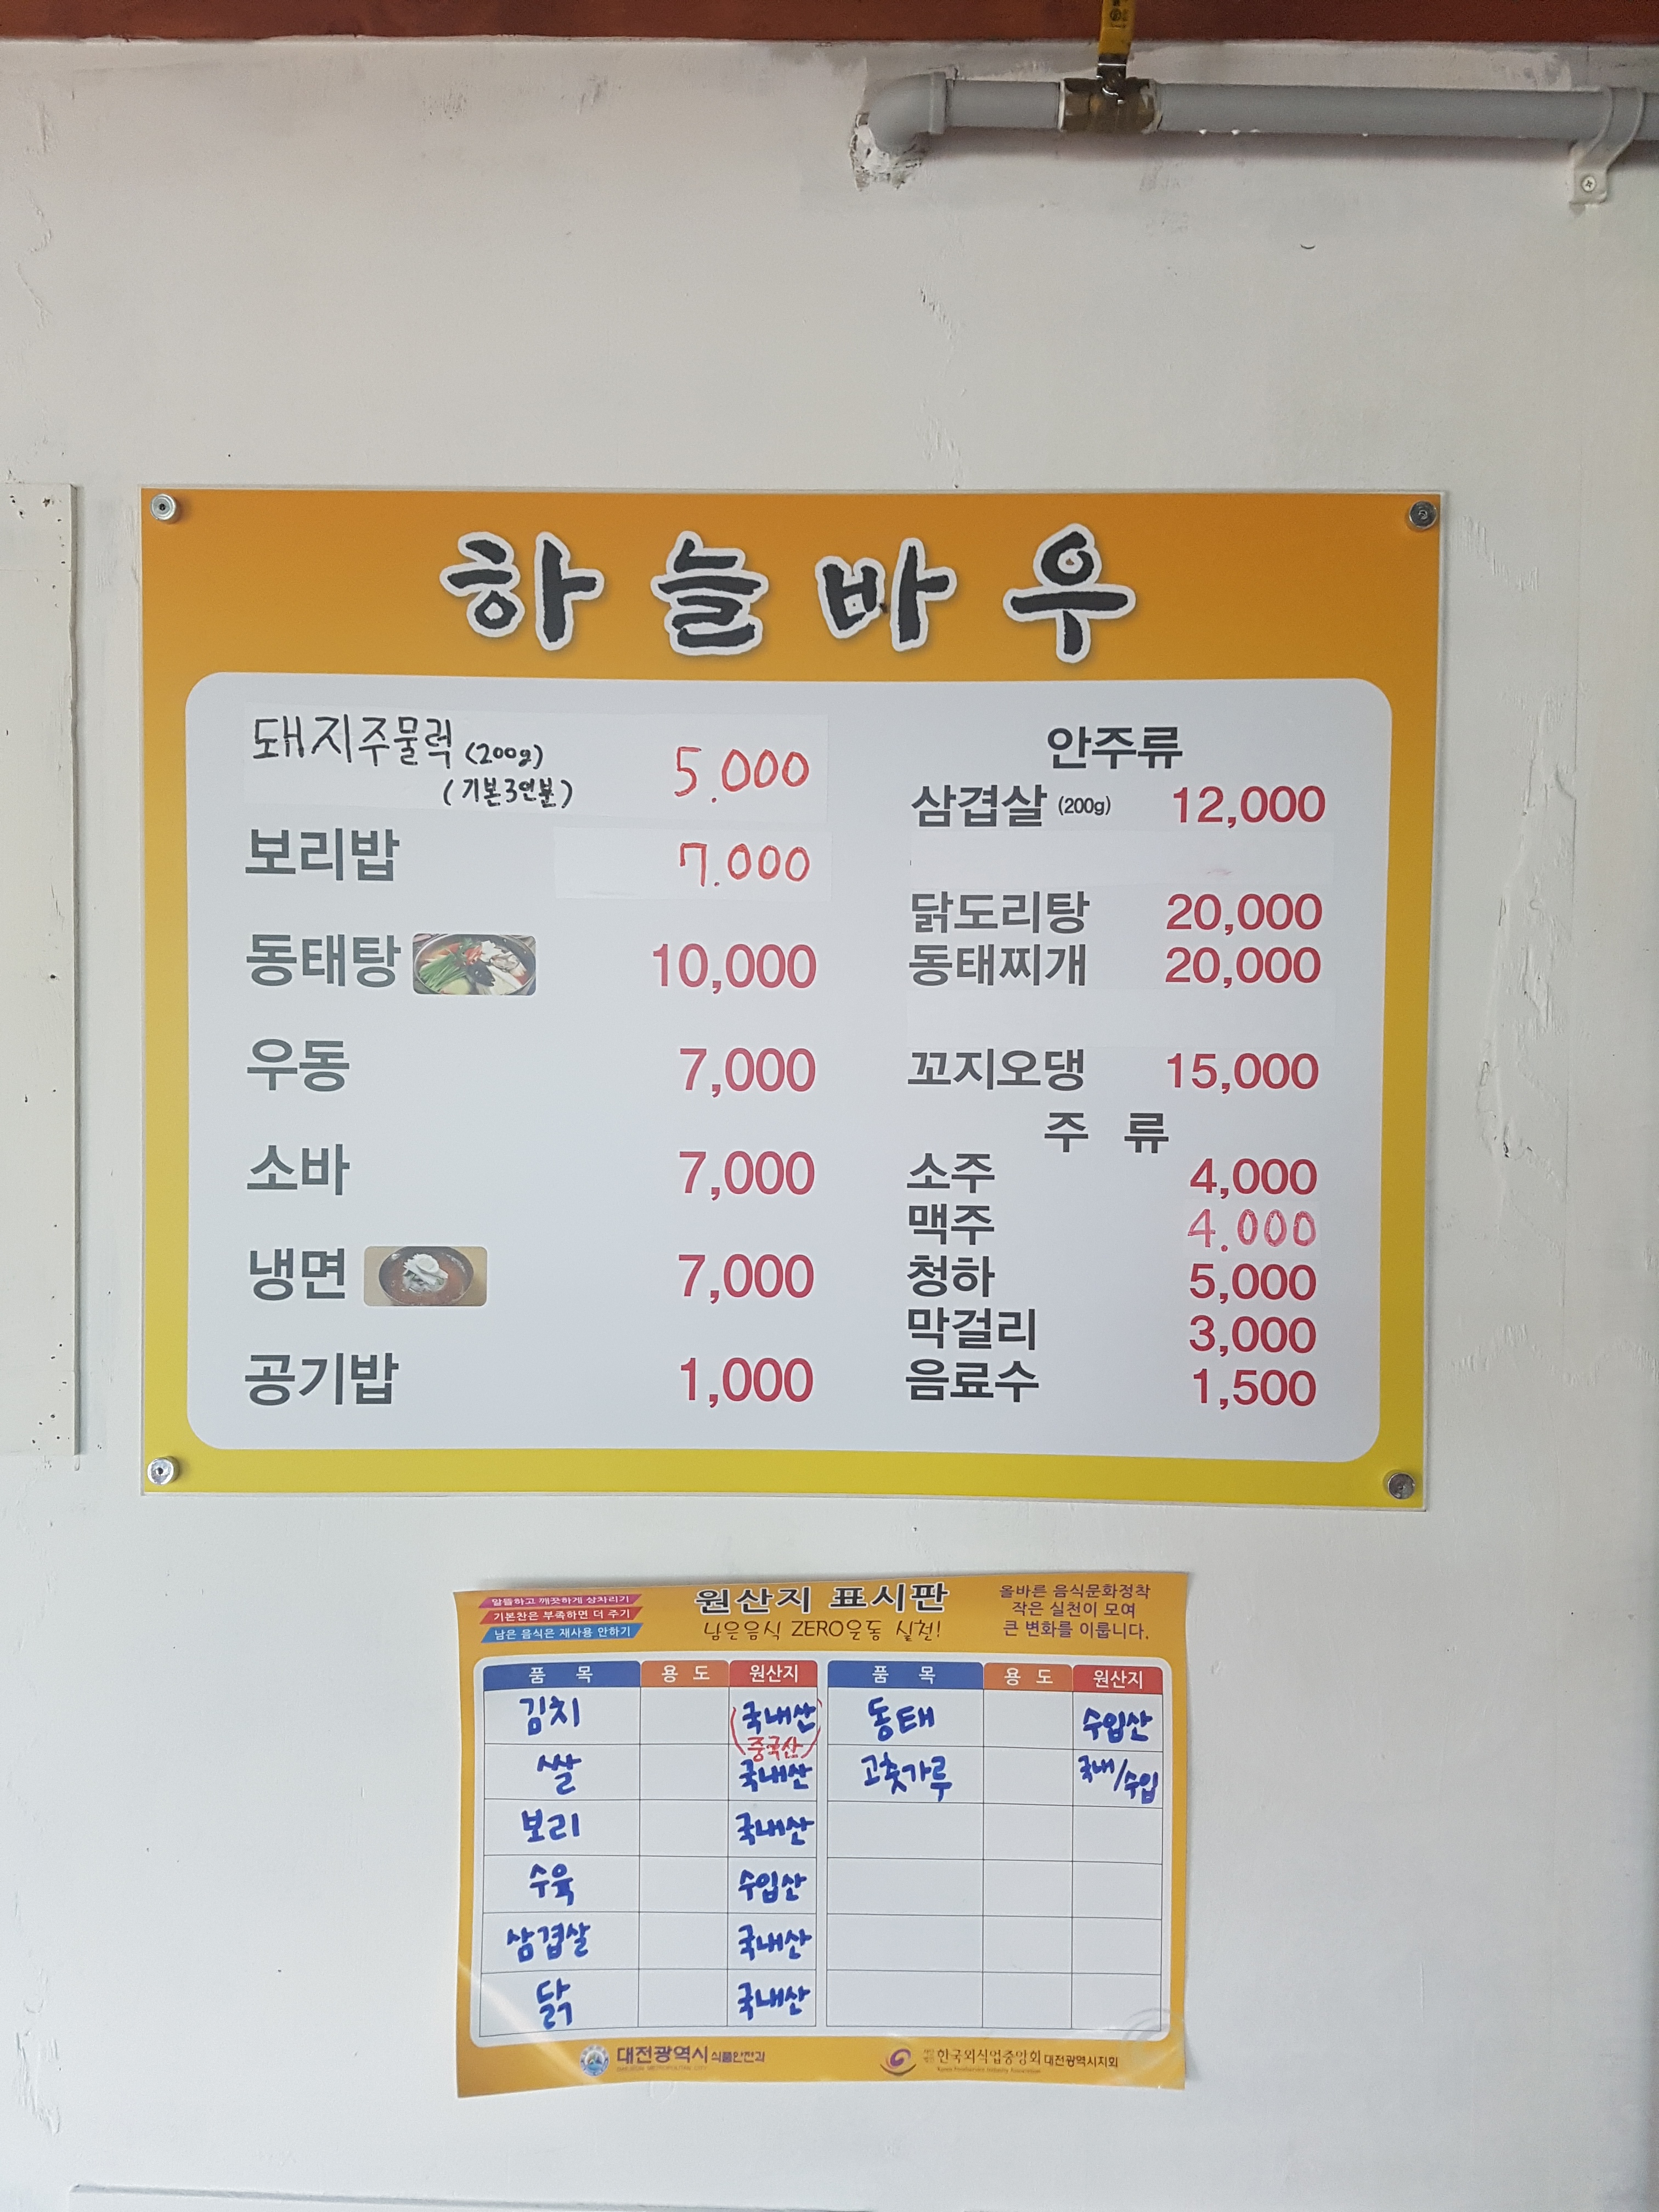 하늘바우
돼지주물럭 (200g) 5.000
(기본3인분)
보리밥 7.000
동태탕 10,000
우동 7,000
소바 7,000
냉면 7,000
공기밥 1,000
안주류
삼겹살 (200g) 12,000
닭도리탕 20,000
동태찌개 20,000
꼬지오댕 15,000
주 류
소주 4,000
맥주 4.000
청하 5,000
막걸리 3,000
음료수 1,500
알뜰하고 깨끗하게 상차리기
기본찬은 부족하면 더 주기
남은 음식은 재사용 안하기
원산지 표시판
남은음식 ZERO운동 실천!
올바른 음식문화정착
작은 실천이 모여
큰 변화를 이룹니다.
품 목 용 도 원산지 품 목 용 도 원산지
김치 국내산 동태 수입산
(중국산)
쌀 국내산 고춧가루 국내/수입
보리 국내산
수육 수입산
삼겹살 국내산
닭 국내산
대전광역시 식품안전과
한국외식업중앙회 대전광역시지회